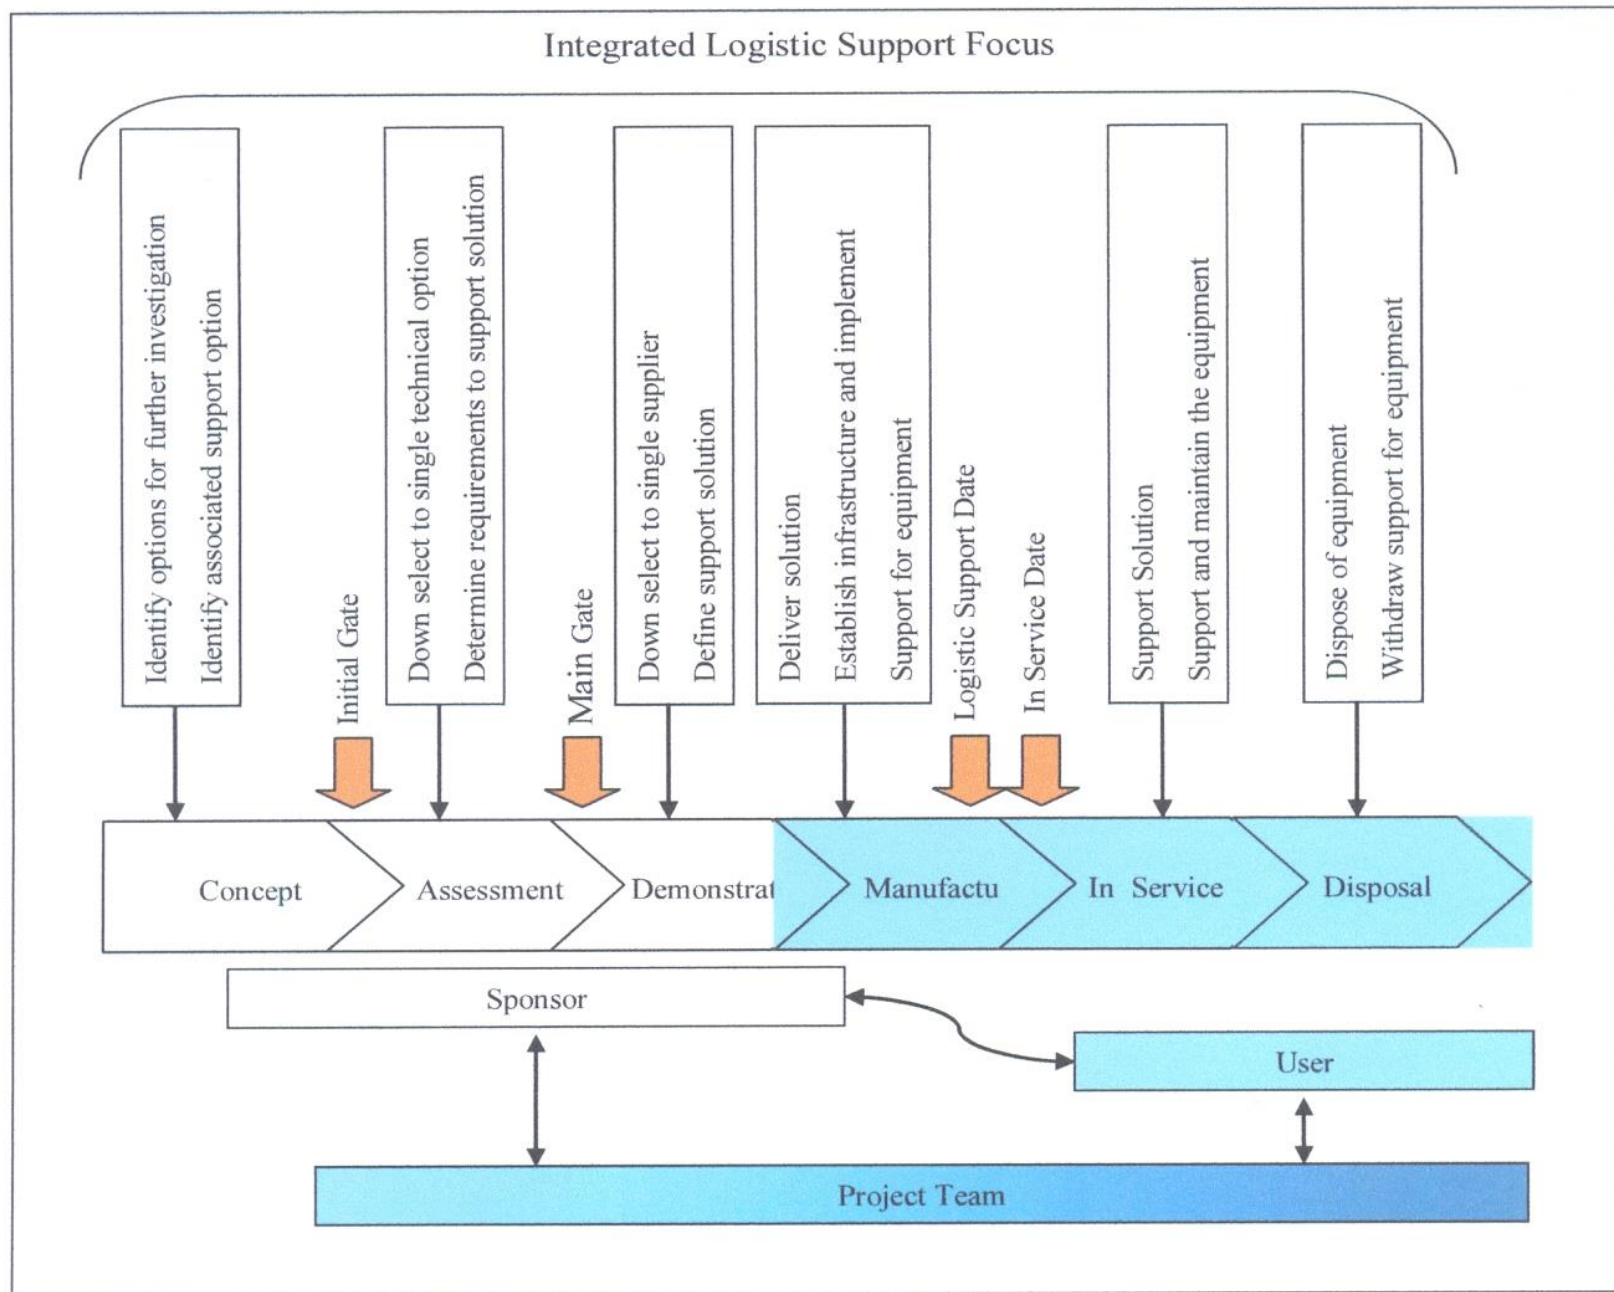 Integrated Logistic Support Focus
Identify options for further investigation
Identify associated support option
Initial Gate
Down select to single technical option
Determine requirements to support solution
Main Gate
Down select to single supplier
Define support solution
Deliver solution
Establish infrastructure and implement
Support for equipment
Logistic Support Date
In Service Date
Support Solution
Support and maintain the equipment
Dispose of equipment
Withdraw support for equipment
Concept
Assessment
Demonstrat
Manufactu
In Service
Disposal
Sponsor
User
Project Team